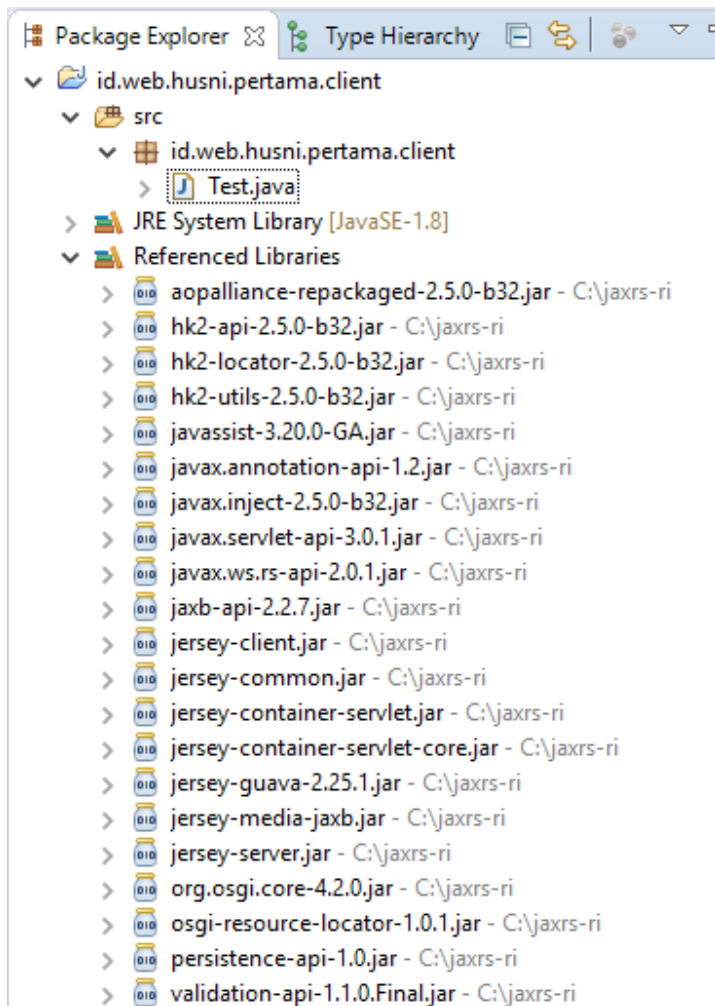 Package Explorer Type Hierarchy
id.web.husni.pertama.client
src
id.web.husni.pertama.client
Test.java
JRE System Library [JavaSE-1.8]
Referenced Libraries
aopalliance-repackaged-2.5.0-b32.jar - C:\jaxrs-ri
hk2-api-2.5.0-b32.jar - C:\jaxrs-ri
hk2-locator-2.5.0-b32.jar - C:\jaxrs-ri
hk2-utils-2.5.0-b32.jar - C:\jaxrs-ri
javassist-3.20.0-GA.jar - C:\jaxrs-ri
javax.annotation-api-1.2.jar - C:\jaxrs-ri
javax.inject-2.5.0-b32.jar - C:\jaxrs-ri
javax.servlet-api-3.0.1.jar - C:\jaxrs-ri
javax.ws.rs-api-2.0.1.jar - C:\jaxrs-ri
jaxb-api-2.2.7.jar - C:\jaxrs-ri
jersey-client.jar - C:\jaxrs-ri
jersey-common.jar - C:\jaxrs-ri
jersey-container-servlet.jar - C:\jaxrs-ri
jersey-container-servlet-core.jar - C:\jaxrs-ri
jersey-guava-2.25.1.jar - C:\jaxrs-ri
jersey-media-jaxb.jar - C:\jaxrs-ri
jersey-server.jar - C:\jaxrs-ri
org.osgi.core-4.2.0.jar - C:\jaxrs-ri
osgi-resource-locator-1.0.1.jar - C:\jaxrs-ri
persistence-api-1.0.jar - C:\jaxrs-ri
validation-api-1.1.0.Final.jar - C:\jaxrs-ri